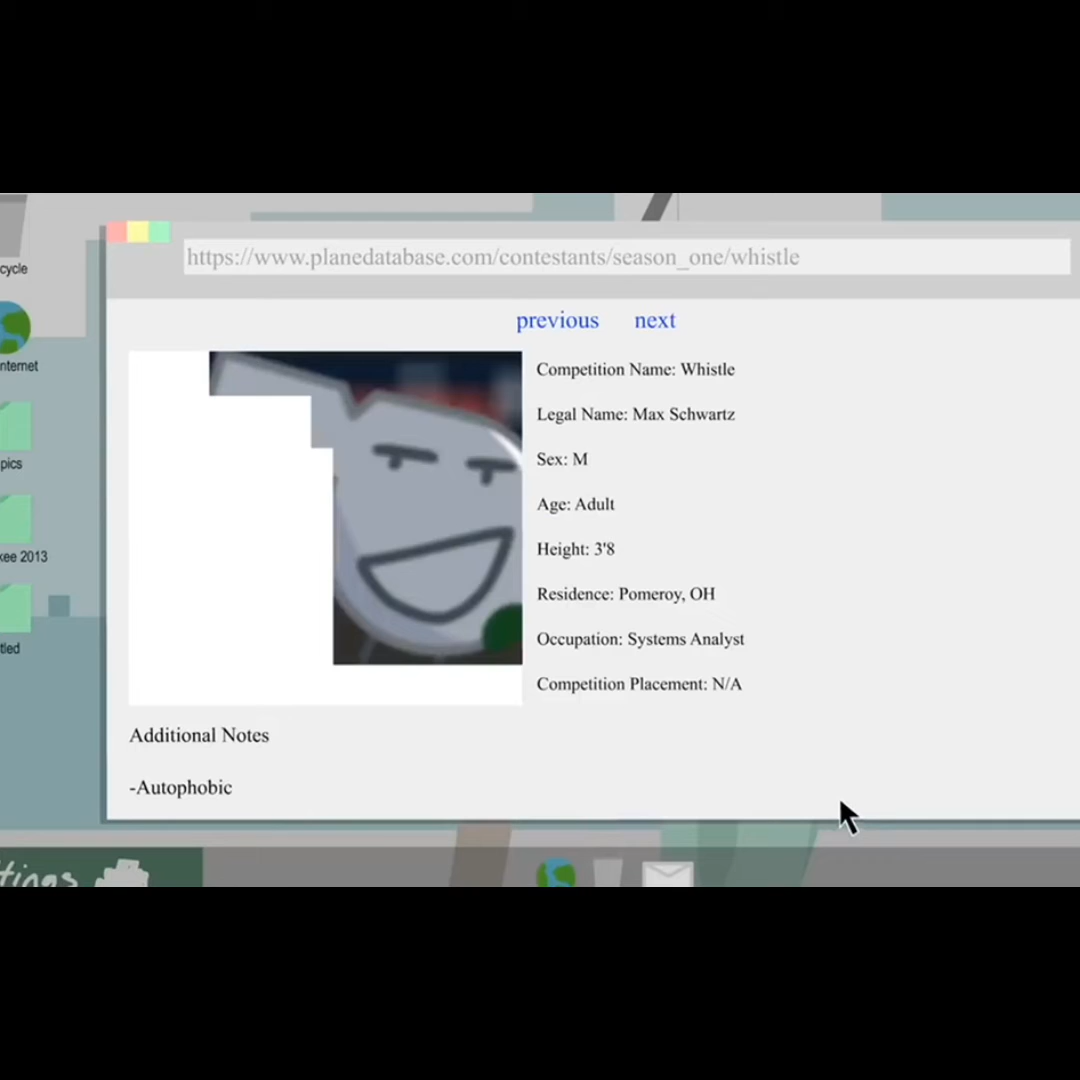 https://www.planedatabase.com/contestants/season_one/whistle
cycle
previous next
nternet
Competition Name: Whistle
Legal Name: Max Schwartz
pics
Sex: M
Age: Adult
Height: 3'8
kee 2013
Residence: Pomeroy, OH
Occupation: Systems Analyst
tled
Competition Placement: N/A
Additional Notes
-Autophobic
tings